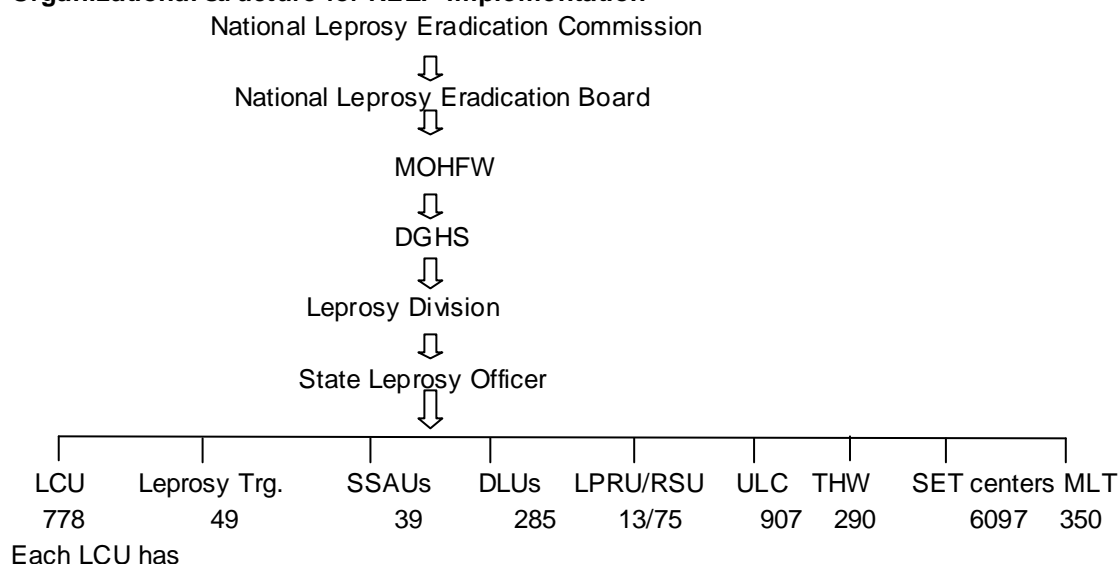 National Leprosy Eradication Commission
National Leprosy Eradication Board
MOHFW
DGHS
Leprosy Division
State Leprosy Officer
LCU Leprosy Trg. SSAUs DLUs LPRU/RSU ULC THW SET centers MLT
778 49 39 285 13/75 907 290 6097 350
Each LCU has